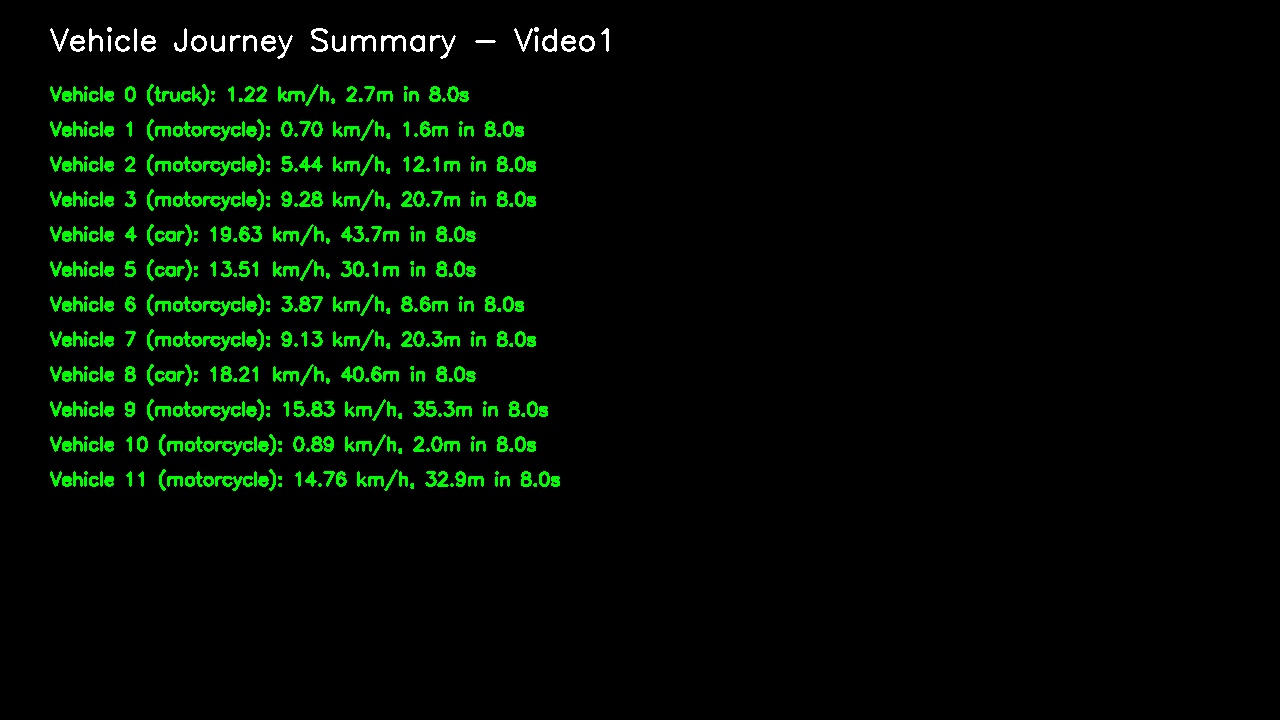 Vehicle Journey Summary - Video1
Vehicle 0 (truck): 1.22 km/h, 2.7m in 8.0s
Vehicle 1 (motorcycle): 0.70 km/h, 1.6m in 8.0s
Vehicle 2 (motorcycle): 5.44 km/h, 12.1m in 8.0s
Vehicle 3 (motorcycle): 9.28 km/h, 20.7m in 8.0s
Vehicle 4 (car): 19.63 km/h, 43.7m in 8.0s
Vehicle 5 (car): 13.51 km/h, 30.1m in 8.0s
Vehicle 6 (motorcycle): 3.87 km/h, 8.6m in 8.0s
Vehicle 7 (motorcycle): 9.13 km/h, 20.3m in 8.0s
Vehicle 8 (car): 18.21 km/h, 40.6m in 8.0s
Vehicle 9 (motorcycle): 15.83 km/h, 35.3m in 8.0s
Vehicle 10 (motorcycle): 0.89 km/h, 2.0m in 8.0s
Vehicle 11 (motorcycle): 14.76 km/h, 32.9m in 8.0s